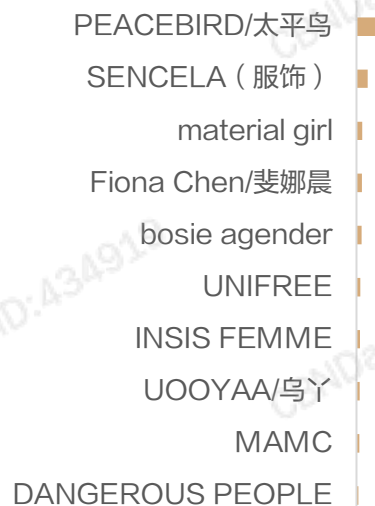 PEACEBIRD/太平鸟
SENCELA（服饰）
material girl
Fiona Chen/斐娜晨
bosie agender
UNIFREE
INSIS FEMME
UOOYAA/乌丫
MAMC
DANGEROUS PEOPLE